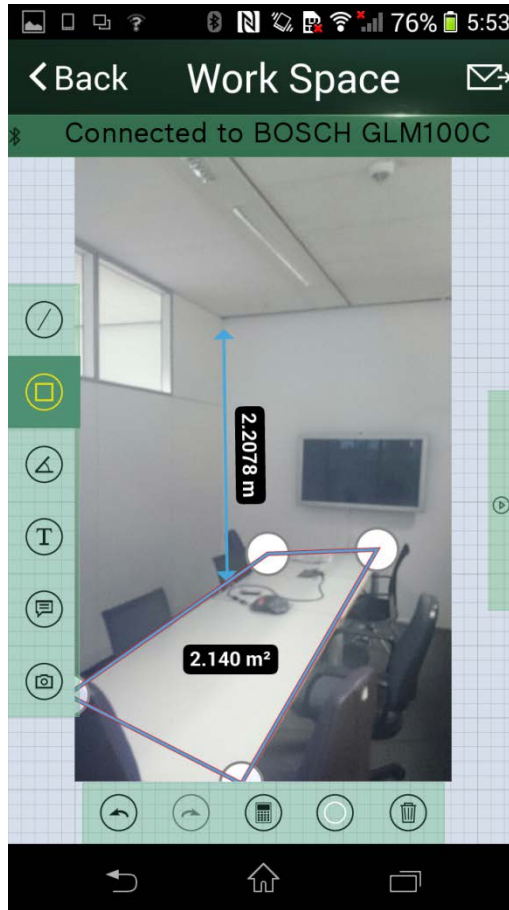 76% 5:53
Back Work Space
Connected to BOSCH GLM100C
2.2078 m
T
2.140 m²